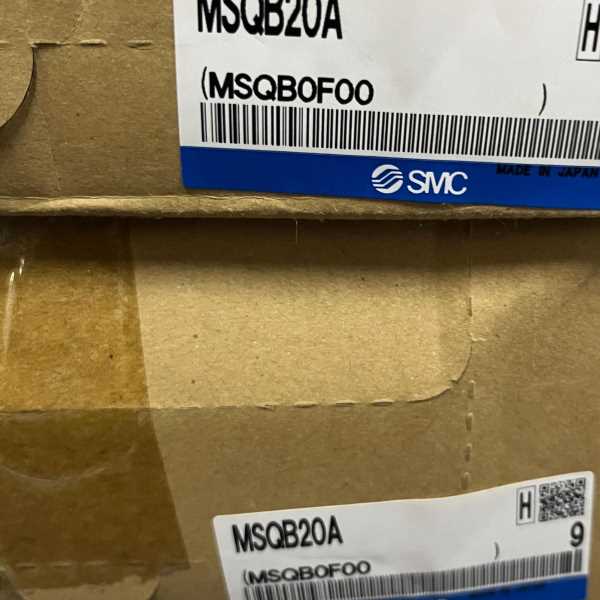 MSQB20A
H
(MSQB0F00 )
MADE IN JAPAN
SMC
H
MSQB20A
9
(MSQB0F00 )